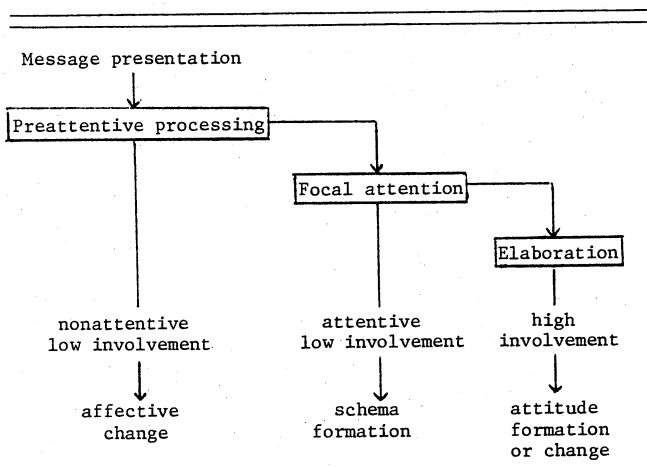 Message presentation
Preattentive processing
Focal attention
Elaboration
nonattentive
low involvement
attentive
low involvement
high
involvement
affective
change
schema
formation
attitude
formation
or change